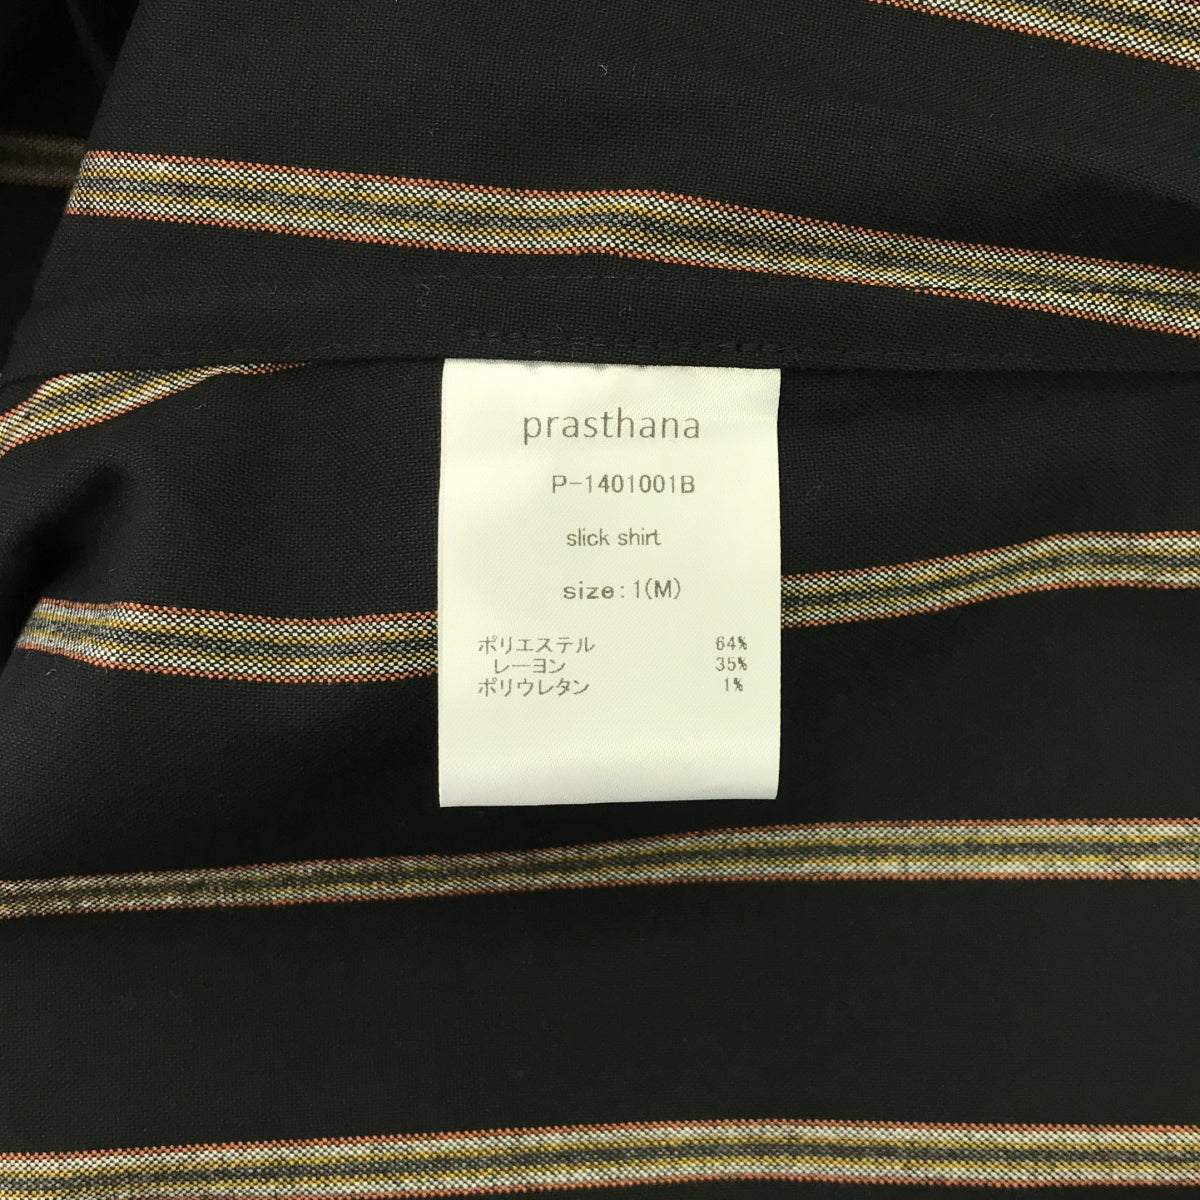 prasthana
P-1401001B
slick shirt
size:1(M)
ポリエステル 64%
レーヨン 35%
ポリウレタン 1%